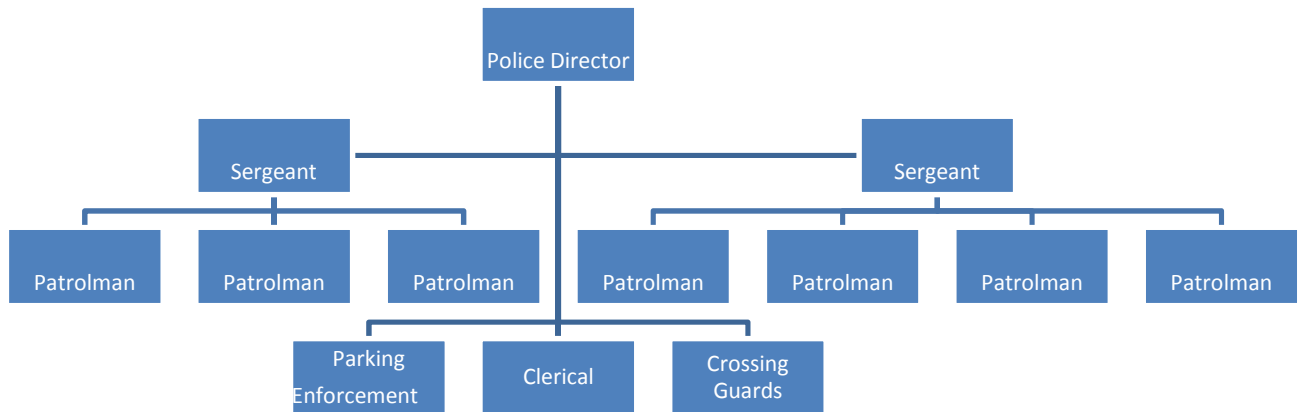 Police Director
Sergeant
Sergeant
Patrolman
Patrolman
Patrolman
Patrolman
Patrolman
Patrolman
Patrolman
Parking
Enforcement
Clerical
Crossing
Guards